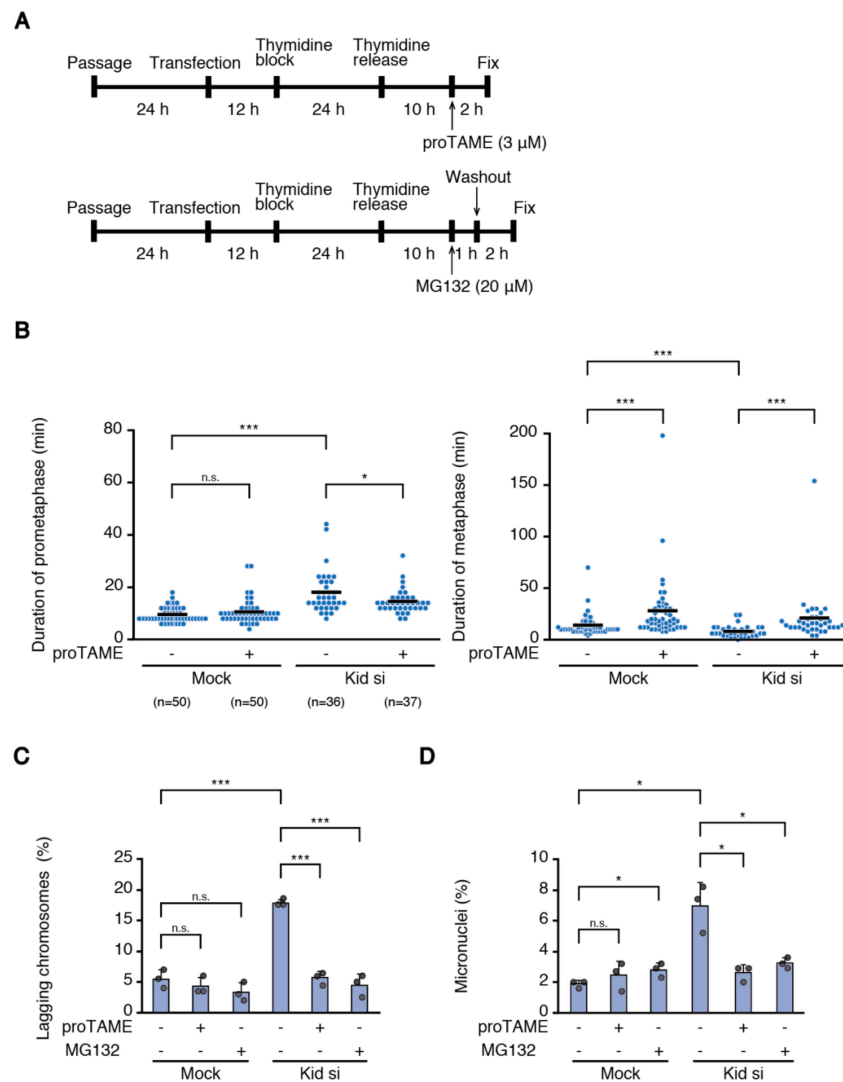 A
Passage Transfection Thymidine block Thymidine release Fix
24 h 12 h 24 h 10 h 2 h
proTAME (3 µM)
Washout
Passage Transfection Thymidine block Thymidine release Fix
24 h 12 h 24 h 10 h 1 h 2 h
MG132 (20 µM)
B
Duration of prometaphase (min)
80
60
40
20
0
***
n.s.
*
proTAME - + - +
Mock Kid si
(n=50) (n=50) (n=36) (n=37)
Duration of metaphase (min)
200
150
100
50
0
***
***
***
- + - +
Mock Kid si
C
Lagging chromosomes (%)
25
20
15
10
5
0
***
***
***
n.s.
n.s.
proTAME - + - - + -
MG132 - - + - - +
Mock Kid si
D
Micronuclei (%)
10
8
6
4
2
0
*
*
*
*
n.s.
proTAME - + - - + -
MG132 - - + - - +
Mock Kid si